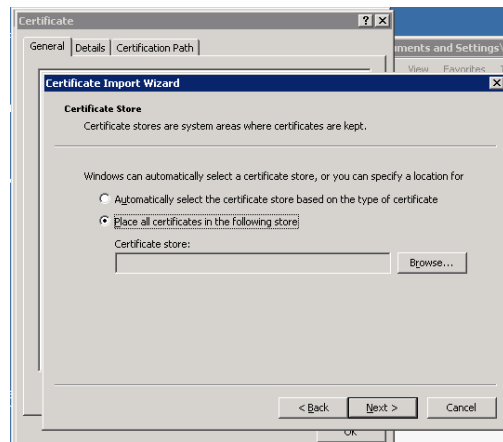 Certificate
General Details Certification Path
ments and Settings\
View Favorites
Certificate Import Wizard
Certificate Store
Certificate stores are system areas where certificates are kept.
Windows can automatically select a certificate store, or you can specify a location for
Automatically select the certificate store based on the type of certificate
Place all certificates in the following store
Certificate store:
Browse...
< Back Next > Cancel
OK